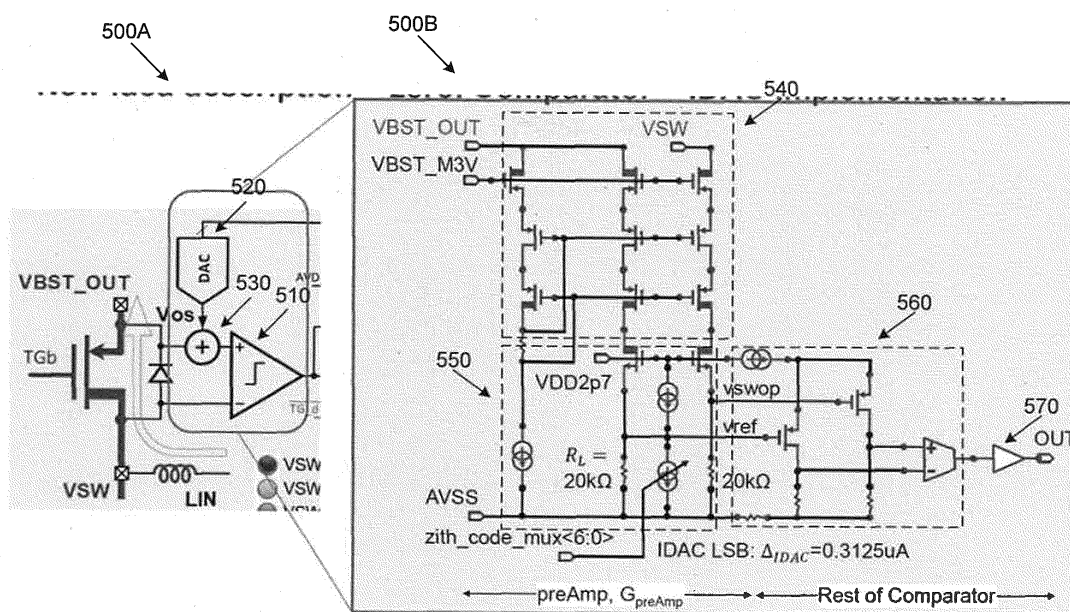 500A
500B
540
VBST_OUT
VSW
VBST_M3V
520
DAC
VBST_OUT
530
510
Vos
AVD
TGb
VSW
LIN
VSW
VSW
560
550
VDD2p7
vswop
570
vref
OUT
R_L =
20kΩ
20kΩ
AVSS
zith_code_mux<6:0>
IDAC LSB: Δ_IDAC=0.3125uA
preAmp, G_preAmp
Rest of Comparator